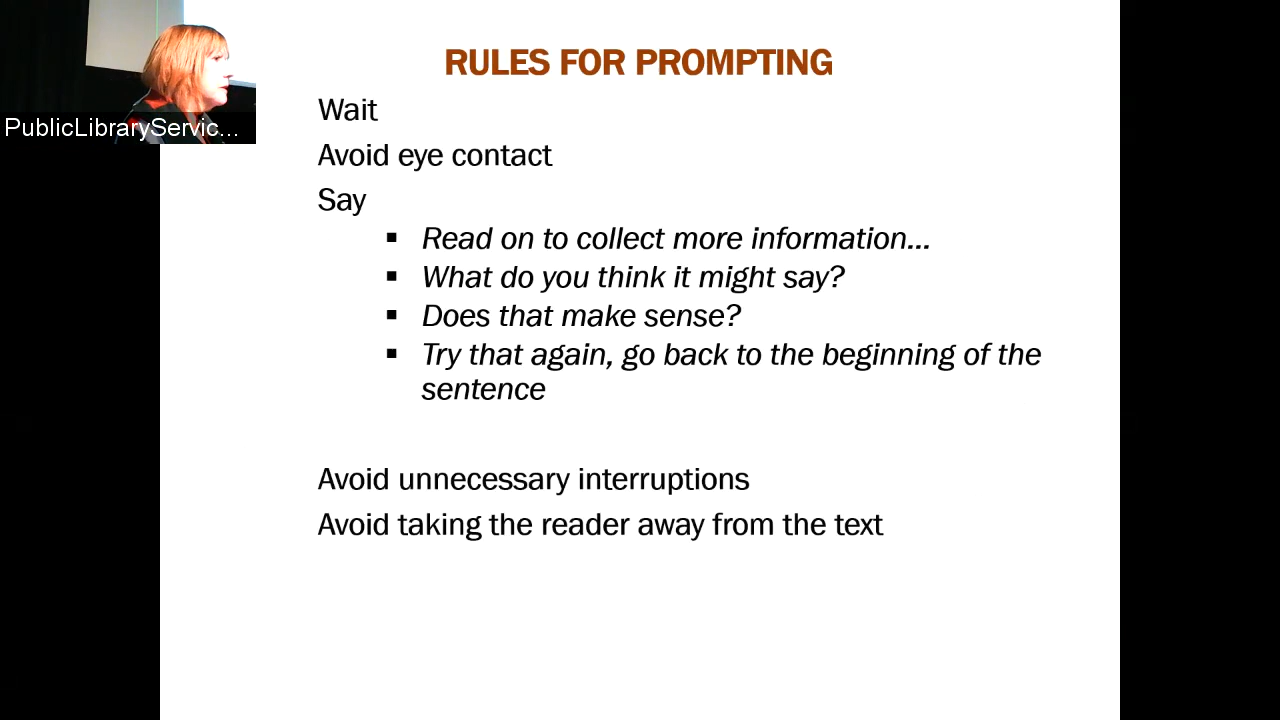 RULES FOR PROMPTING
PublicLibraryServic...
Wait
Avoid eye contact
Say
▪ Read on to collect more information...
▪ What do you think it might say?
▪ Does that make sense?
▪ Try that again, go back to the beginning of the
sentence
Avoid unnecessary interruptions
Avoid taking the reader away from the text